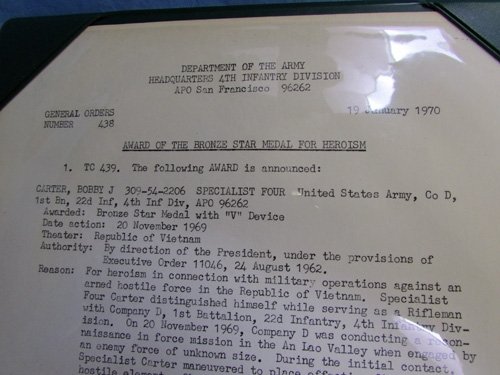 DEPARTMENT OF THE ARMY
HEADQUARTERS 4TH INFANTRY DIVISION
APO San Francisco 96262
GENERAL ORDERS 19 January 1970
NUMBER 438
AWARD OF THE BRONZE STAR MEDAL FOR HEROISM
1. TC 439. The following AWARD is announced:
CARTER, BOBBY J 309-54-2206 SPECIALIST FOUR United States Army, Co D,
1st Bn, 22d Inf, 4th Inf Div, APO 96262
Awarded: Bronze Star Medal with "V" Device
Date action: 20 November 1969
Theater: Republic of Vietnam
Authority: By direction of the President, under the provisions of
Executive Order 11046, 24 August 1962.
Reason: For heroism in connection with military operations against an
armed hostile force in the Republic of Vietnam. Specialist
Four Carter distinguished himself while serving as a Rifleman
with Company D, 1st Battalion, 22d Infantry, 4th Infantry Div-
ision. On 20 November 1969, Company D was conducting a recon-
naissance in force mission in the An Lao Valley when engaged by
an enemy force of unknown size. During the initial contact,
Specialist Carter maneuvered to place
hostile